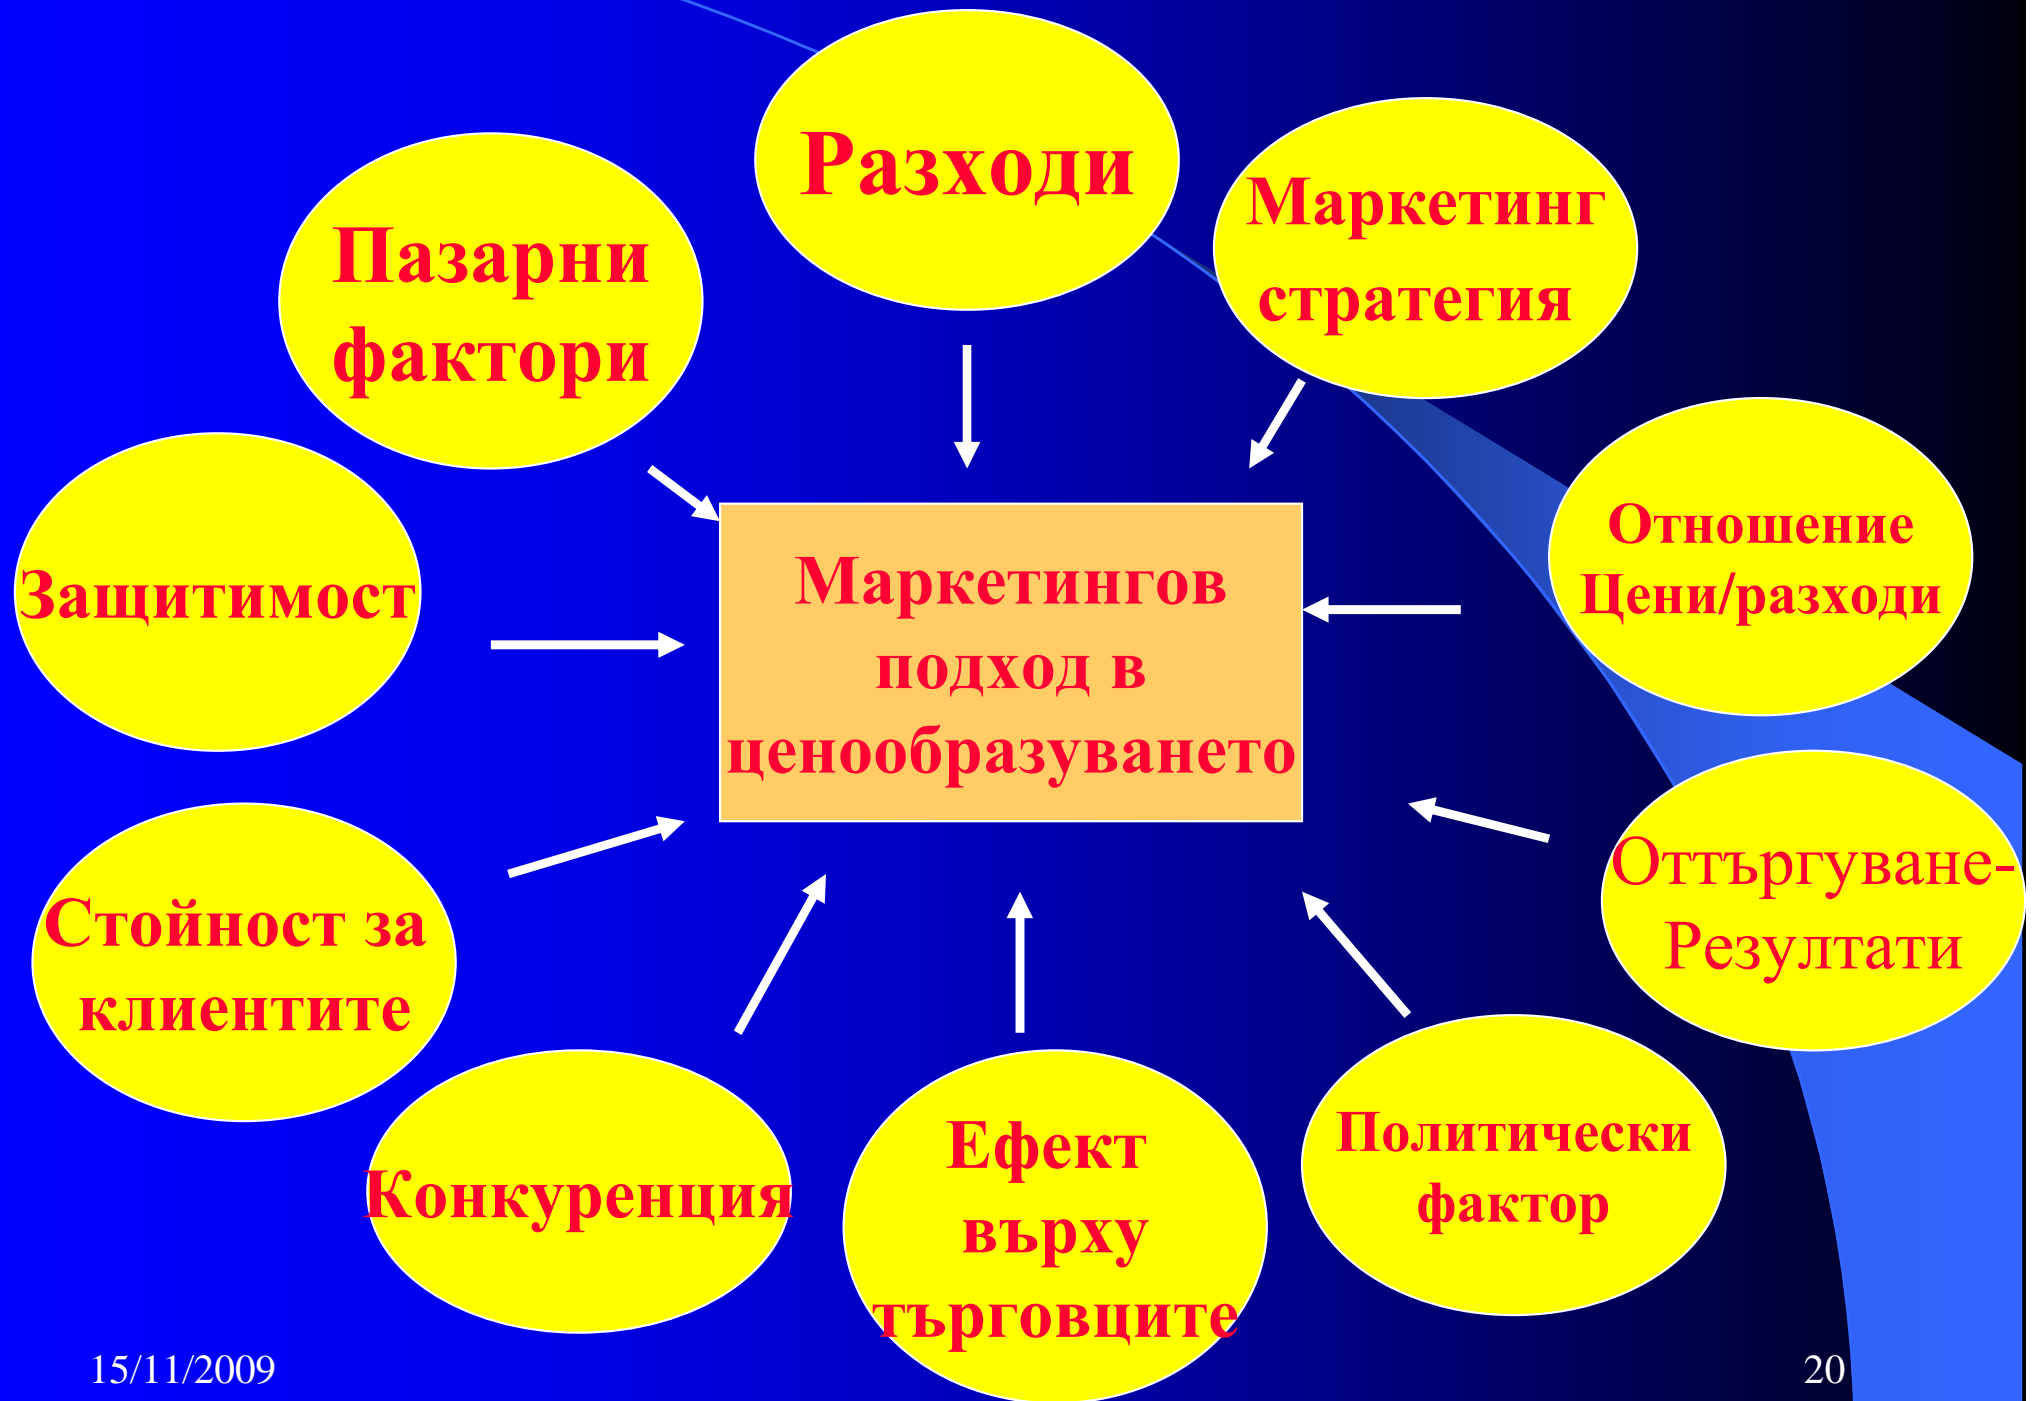 Разходи
Маркетинг
стратегия
Пазарни
фактори
Отношение
Цени/разходи
Защитимост
Маркетингов
подход в
ценообразуването
Оттъргуване-
Резултати
Стойност за
клиентите
Политически
фактор
Конкуренция
Ефект
върху
търговците
15/11/2009
20